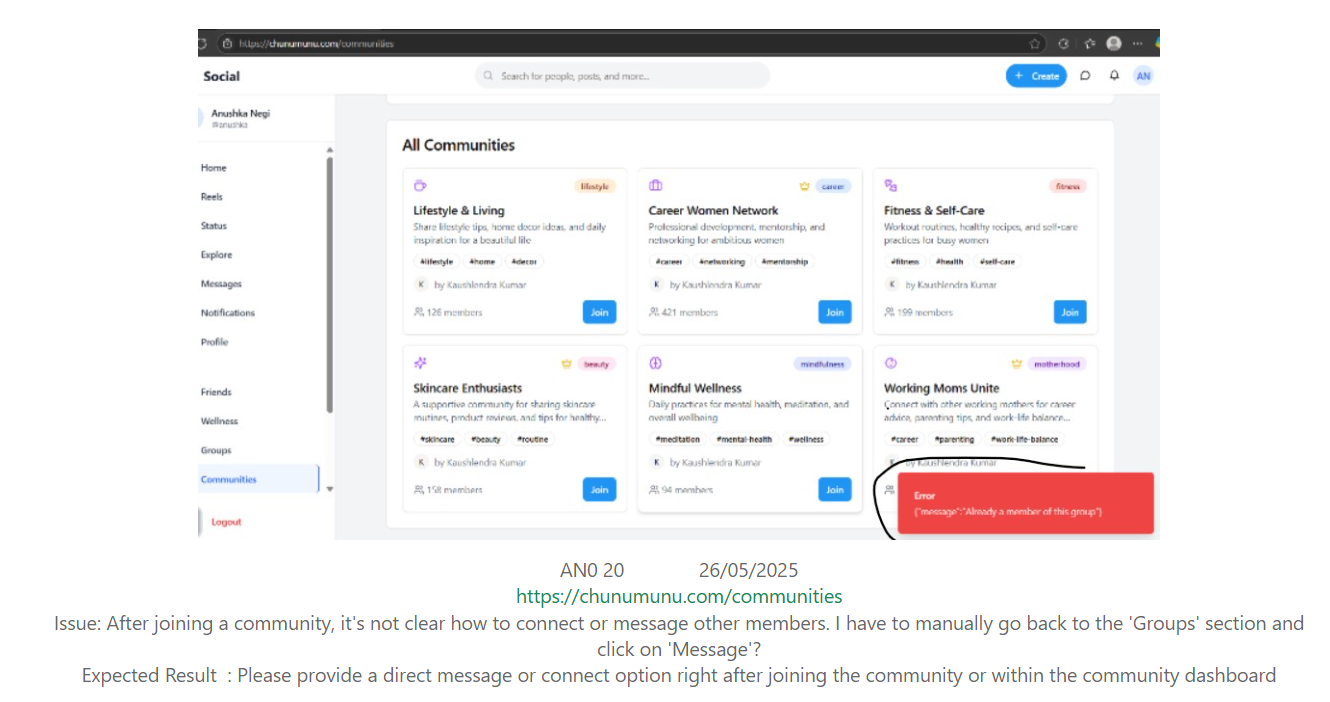 https://chunumunu.com/communities
Social
Search for people, posts, and more...
+ Create
AN
Anushka Negi
@anushka
Home
Reels
Status
Explore
Messages
Notifications
Profile
Friends
Wellness
Groups
Communities
Logout
All Communities
lifestyle
Lifestyle & Living
Share lifestyle tips, home decor ideas, and daily
inspiration for a beautiful life
#lifestyle #home #decor
K by Kaushlendra Kumar
126 members
Join
career
Career Women Network
Professional development, mentorship, and
networking for ambitious women
#career #networking #mentorship
K by Kaushlendra Kumar
421 members
Join
fitness
Fitness & Self-Care
Workout routines, healthy recipes, and self-care
practices for busy women
#fitness #health #self-care
K by Kaushlendra Kumar
199 members
Join
beauty
Skincare Enthusiasts
A supportive community for sharing skincare
routines, product reviews, and tips for healthy...
#skincare #beauty #routine
K by Kaushlendra Kumar
158 members
Join
mindfulness
Mindful Wellness
Daily practices for mental health, meditation, and
overall wellbeing
#meditation #mental-health #wellness
K by Kaushlendra Kumar
94 members
Join
motherhood
Working Moms Unite
Connect with other working mothers for career
advice, parenting tips, and work-life balance...
#career #parenting #work-life-balance
by Kaushlendra Kumar
Error
{"message":"Already a member of this group"}
AN0 20 26/05/2025
https://chunumunu.com/communities
Issue: After joining a community, it's not clear how to connect or message other members. I have to manually go back to the 'Groups' section and
click on 'Message'?
Expected Result : Please provide a direct message or connect option right after joining the community or within the community dashboard